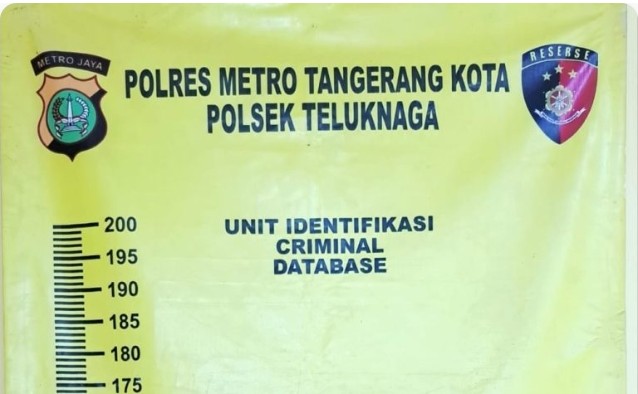 METRO JAYA
RESERSE
POLRES METRO TANGERANG KOTA
POLSEK TELUKNAGA
UNIT IDENTIFIKASI
CRIMINAL
DATABASE
200
195
190
185
180
175